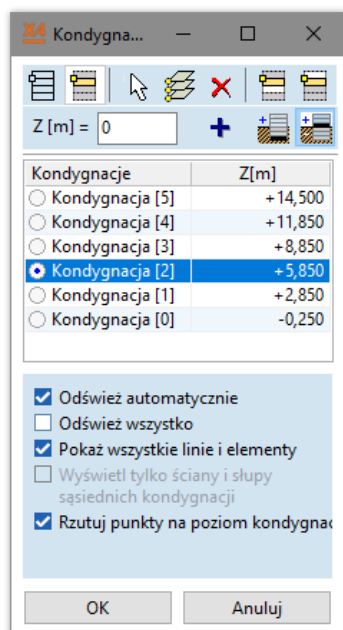 X4 Kondygna...
Z [m] = 0
Kondygnacje Z[m]
Kondygnacja [5] +14,500
Kondygnacja [4] +11,850
Kondygnacja [3] +8,850
Kondygnacja [2] +5,850
Kondygnacja [1] +2,850
Kondygnacja [0] -0,250
Odśwież automatycznie
Odśwież wszystko
Pokaż wszystkie linie i elementy
Wyświetl tylko ściany i słupy
sąsiednich kondygnacji
Rzutuj punkty na poziom kondygnac
OK Anuluj